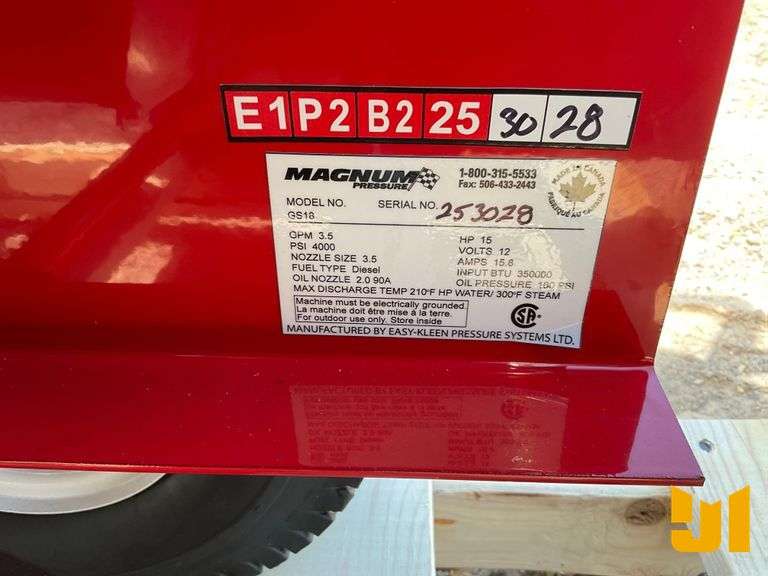 E1 P2 B2 25 30 28
MAGNUM PRESSURE
1-800-315-5533
Fax: 506-433-2443
MADE IN CANADA
FABRIQUÉ AU CANADA
MODEL NO. SERIAL NO. 253028
GS18
GPM 3.5
PSI 4000
NOZZLE SIZE 3.5
FUEL TYPE Diesel
OIL NOZZLE 2.0 90A
HP 15
VOLTS 12
AMPS 15.8
INPUT BTU 350000
OIL PRESSURE 160 PSI
MAX DISCHARGE TEMP 210°F HP WATER/ 300°F STEAM
Machine must be electrically grounded.
La machine doit être mise à la terre.
For outdoor use only. Store inside
MANUFACTURED BY EASY-KLEEN PRESSURE SYSTEMS LTD.